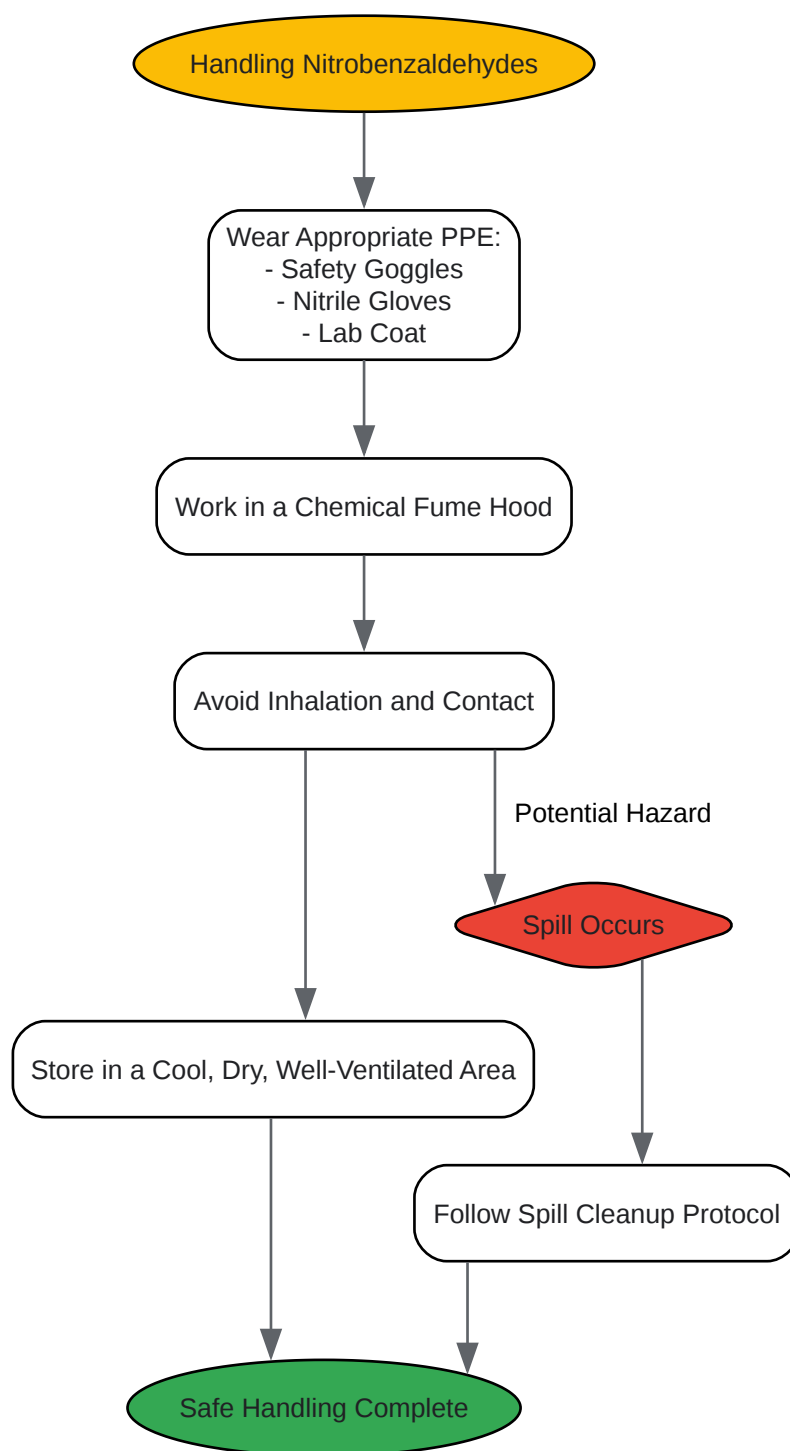 Handling Nitrobenzaldehydes
Wear Appropriate PPE:
- Safety Goggles
- Nitrile Gloves
- Lab Coat
Work in a Chemical Fume Hood
Avoid Inhalation and Contact
Potential Hazard
Spill Occurs
Store in a Cool, Dry, Well-Ventilated Area
Follow Spill Cleanup Protocol
Safe Handling Complete